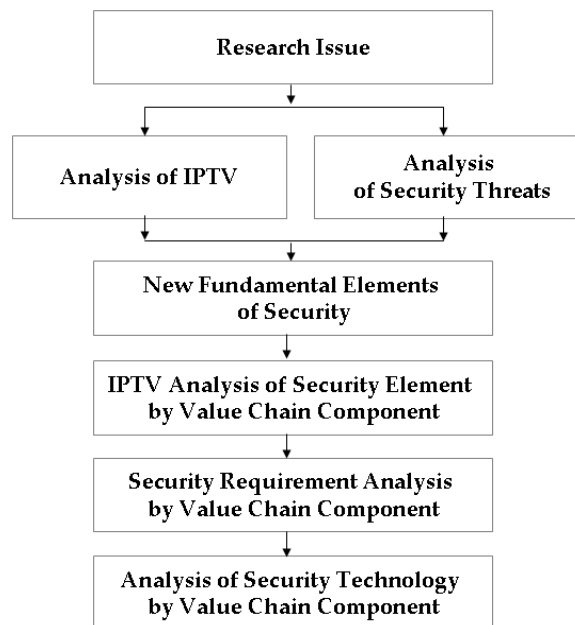 Research Issue
Analysis of IPTV
Analysis
of Security Threats
New Fundamental Elements
of Security
IPTV Analysis of Security Element
by Value Chain Component
Security Requirement Analysis
by Value Chain Component
Analysis of Security Technology
by Value Chain Component